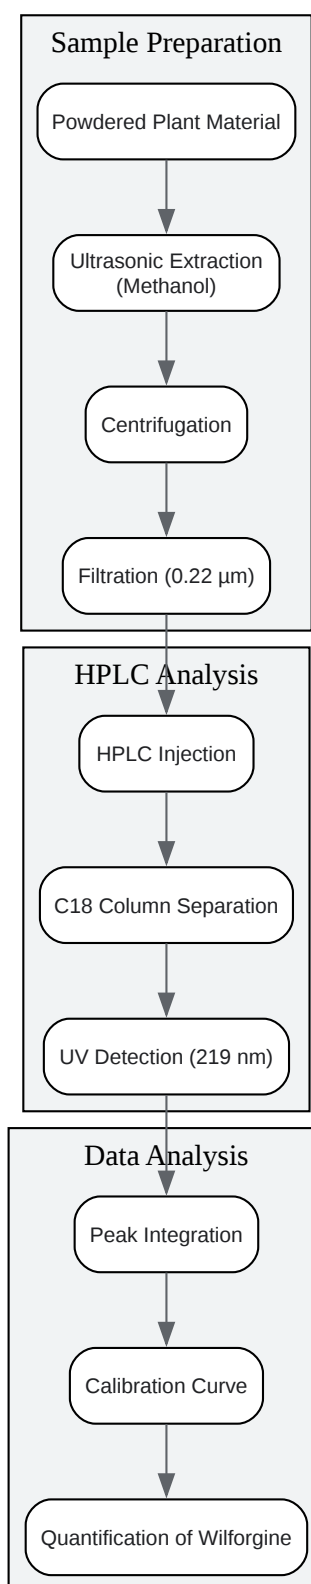 Sample Preparation
Powdered Plant Material
Ultrasonic Extraction
(Methanol)
Centrifugation
Filtration (0.22 µm)
HPLC Analysis
HPLC Injection
C18 Column Separation
UV Detection (219 nm)
Data Analysis
Peak Integration
Calibration Curve
Quantification of Wilforgine